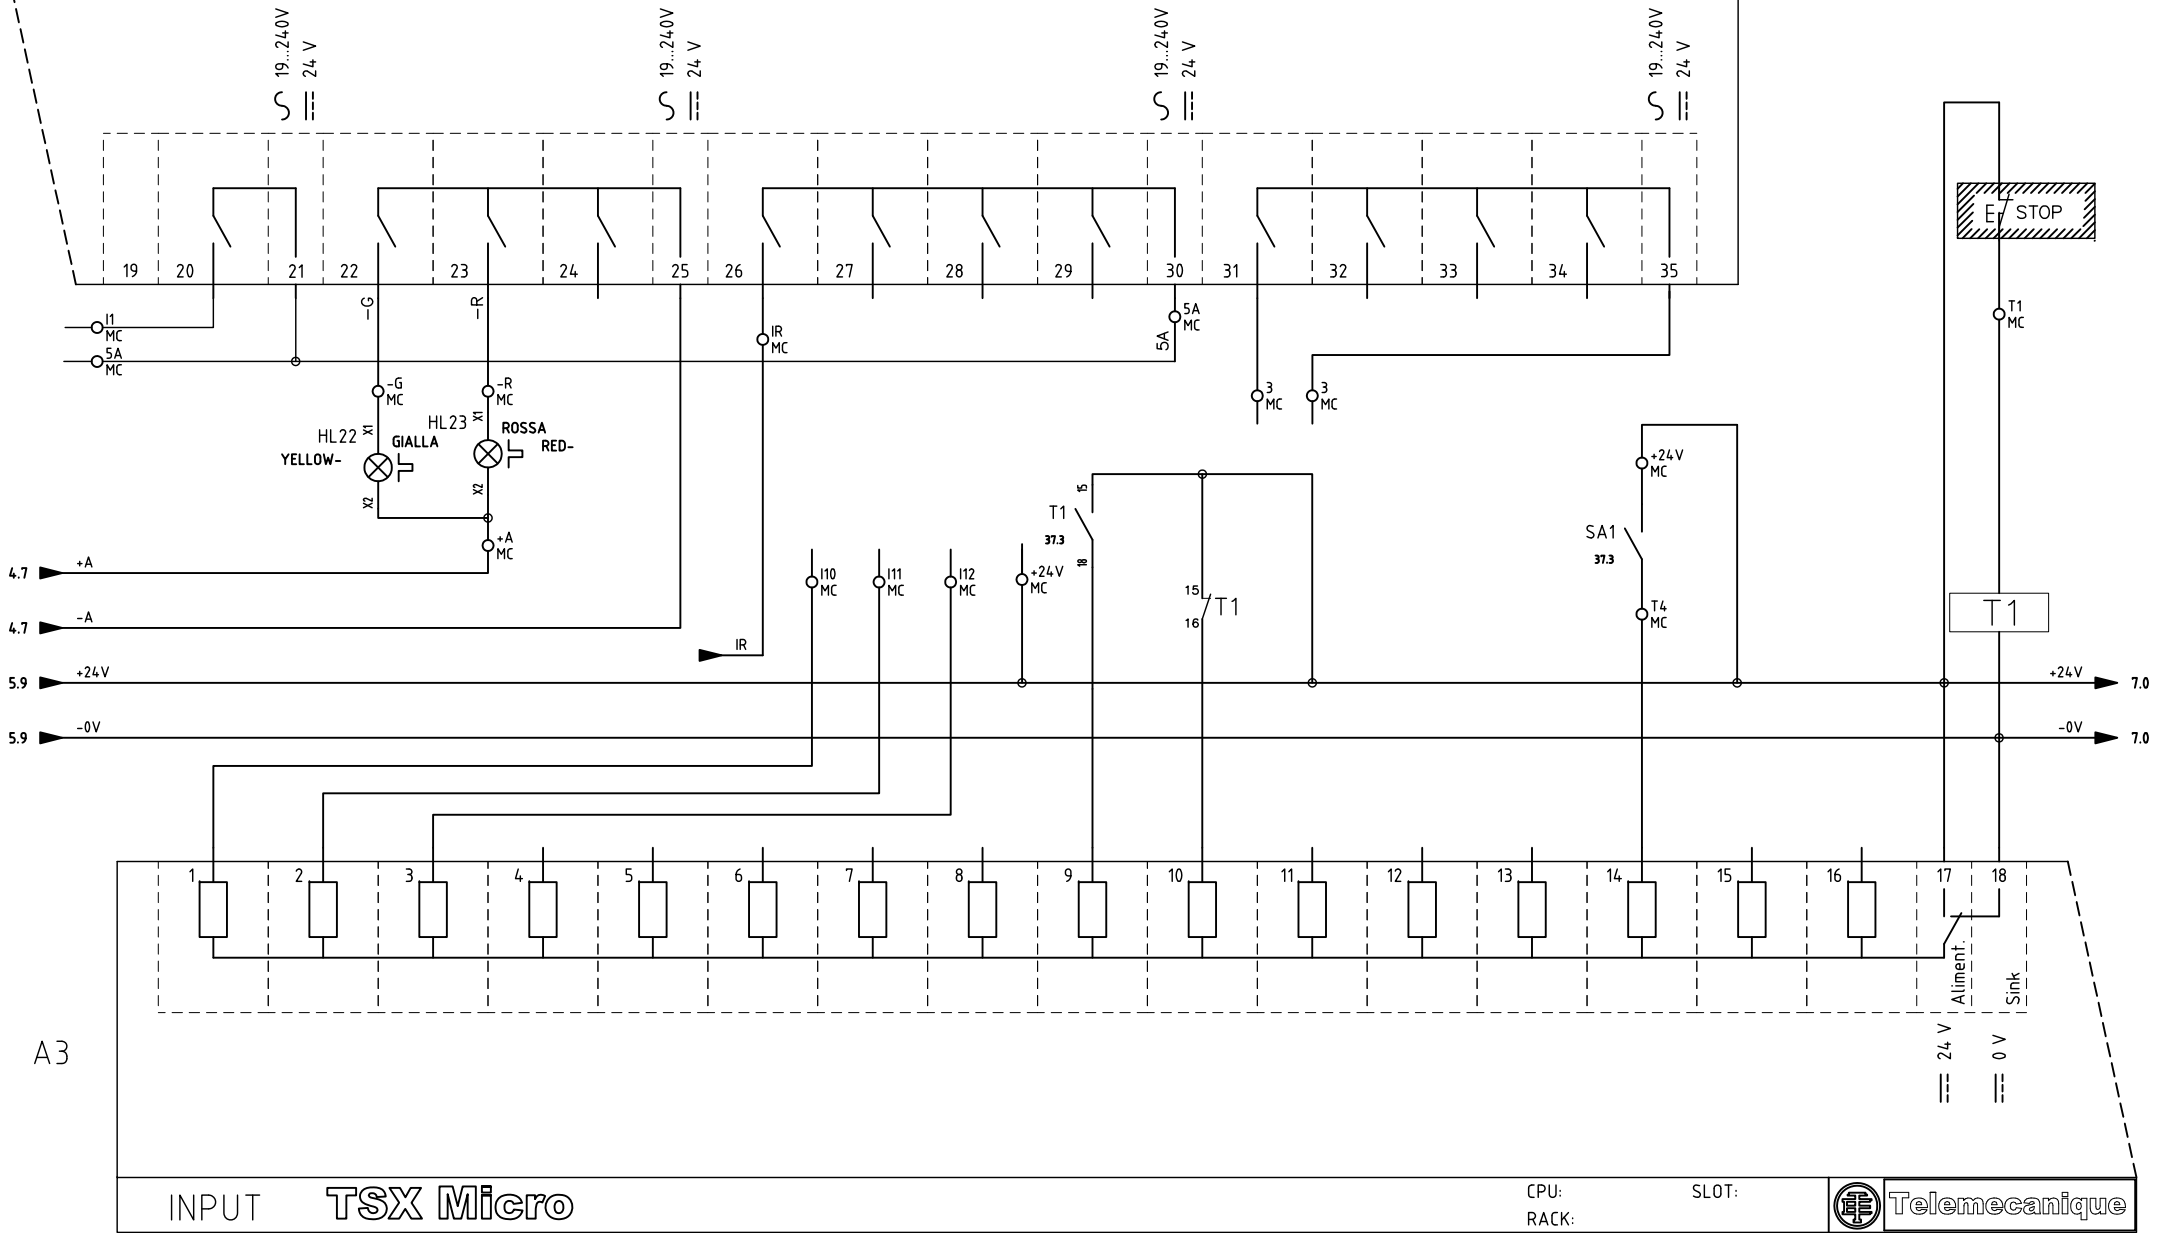 19...240V
24 V
19...240V
24 V
19...240V
24 V
19...240V
24 V
E STOP
19 20 21 22 23 24 25 26 27 28 29 30 31 32 33 34 35
-G
-R
I1
MC
5A
MC
IR
MC
5A
MC
5A
T1
MC
-G
MC
-R
MC
3
MC
3
MC
HL22
X1
GIALLA
YELLOW-
X2
HL23
X1
ROSSA
RED-
X2
+A
MC
15
T1
37.3
18
+24V
MC
SA1
37.3
T4
MC
I10
MC
I11
MC
I12
MC
+24V
MC
15
T1
16
T1
4.7 +A
4.7 -A
IR
5.9 +24V
+24V 7.0
5.9 -0V
-0V 7.0
1 2 3 4 5 6 7 8 9 10 11 12 13 14 15 16 17 18
Aliment.
Sink
24 V
0 V
A3
INPUT TSX Micro
CPU:
SLOT:
RACK:
Telemecanique